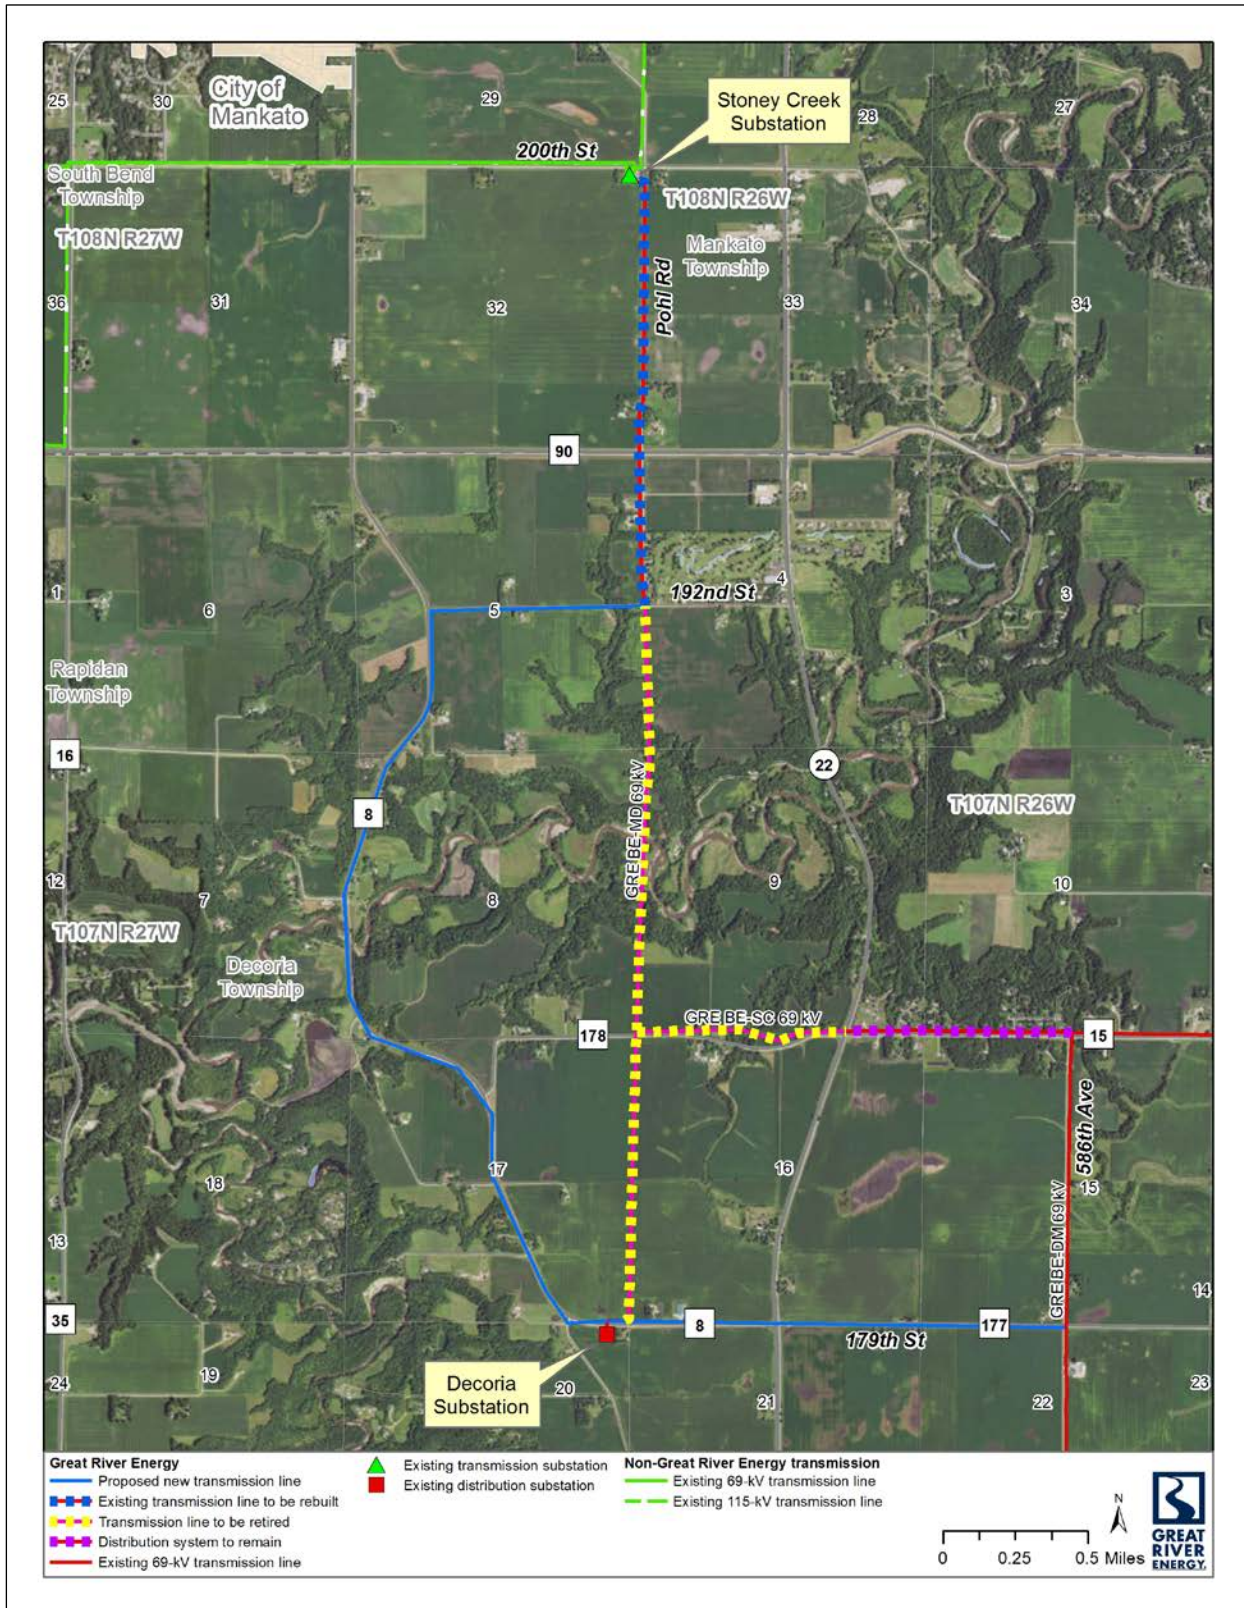 25
30
City of
Mankato
29
Stoney Creek
Substation
28
27
200th St
South Bend
Township
T108N R27W
T108N R26W
Mankato
Township
Pohl Rd
36
31
32
33
34
90
1
6
5
192nd St
4
3
Rapidan
Township
16
8
GRE BE-MD 69 kV
22
T107N R26W
12
7
8
9
10
T107N R27W
Decoria
Township
178
GRE BE-SC 69 kV
15
586th Ave
18
17
16
15
13
GRE BE-DM 69 kV
14
35
8
177
179th St
Decoria
Substation
24
19
20
21
22
23
Great River Energy
Proposed new transmission line
Existing transmission line to be rebuilt
Transmission line to be retired
Distribution system to remain
Existing 69-kV transmission line
Existing transmission substation
Existing distribution substation
Non-Great River Energy transmission
Existing 69-kV transmission line
Existing 115-kV transmission line
N
0 0.25 0.5 Miles
GREAT
RIVER
ENERGY.